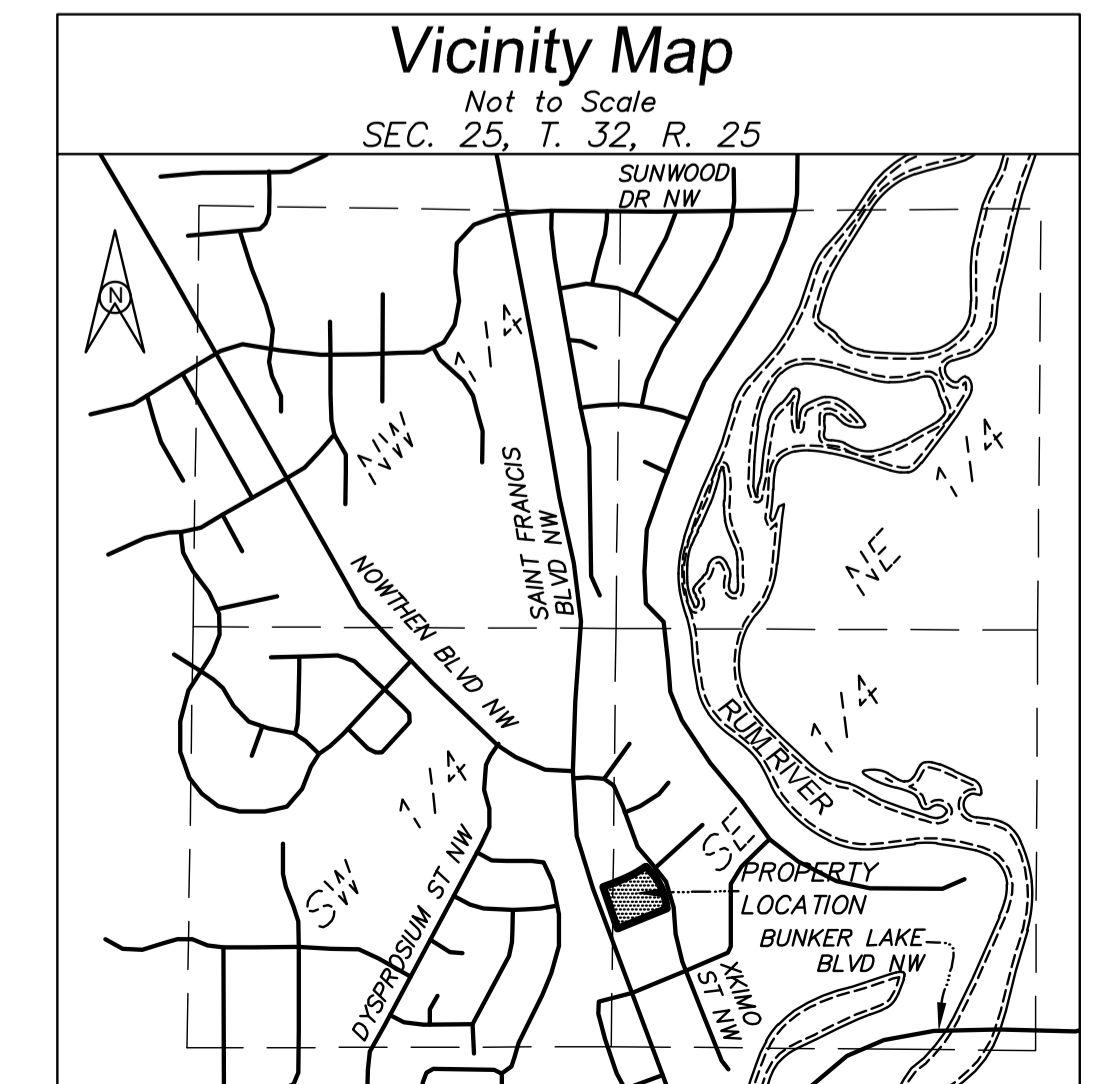 Vicinity Map
Not to Scale
SEC. 25, T. 32, R. 25
SUNWOOD
DR NW
N
1/4
NW
1/4
SAINT FRANCIS
BLVD NW
NE
NOWTHEN BLVD NW
1/4
RUM RIVER
1/4
SE
SW
DYSPROSIUM ST NW
PROPERTY
LOCATION
BUNKER LAKE
BLVD NW
XKIMO
ST NW